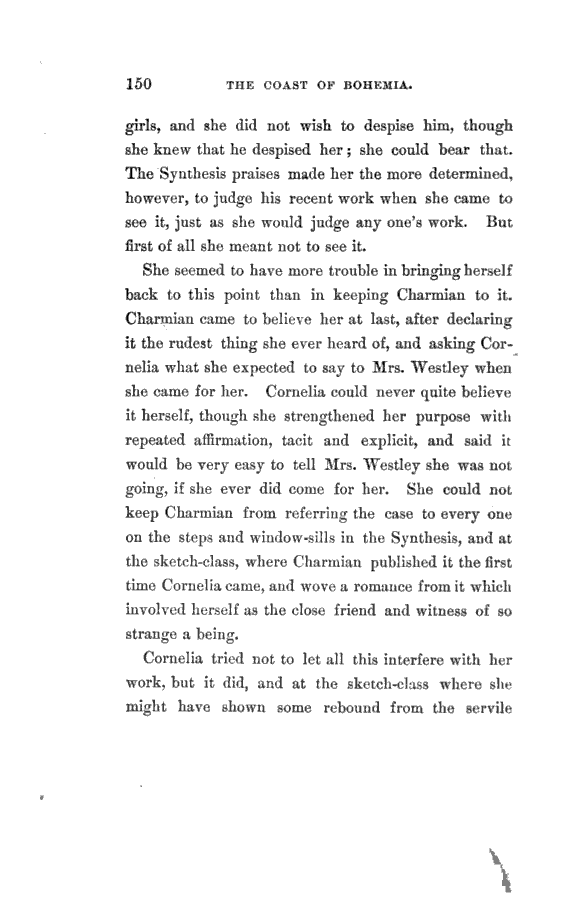 150 THE COAST OF BOHEMIA.
girls, and she did not wish to despise him, though
she knew that he despised her; she could bear that.
The Synthesis praises made her the more determined,
however, to judge his recent work when she came to
see it, just as she would judge any one's work. But
first of all she meant not to see it.
She seemed to have more trouble in bringing herself
back to this point than in keeping Charmian to it.
Charmian came to believe her at last, after declaring
it the rudest thing she ever heard of, and asking Cor-
nelia what she expected to say to Mrs. Westley when
she came for her. Cornelia could never quite believe
it herself, though she strengthened her purpose with
repeated affirmation, tacit and explicit, and said it
would be very easy to tell Mrs. Westley she was not
going, if she ever did come for her. She could not
keep Charmian from referring the case to every one
on the steps and window-sills in the Synthesis, and at
the sketch-class, where Charmian published it the first
time Cornelia came, and wove a romance from it which
involved herself as the close friend and witness of so
strange a being.
Cornelia tried not to let all this interfere with her
work, but it did, and at the sketch-class where she
might have shown some rebound from the servile